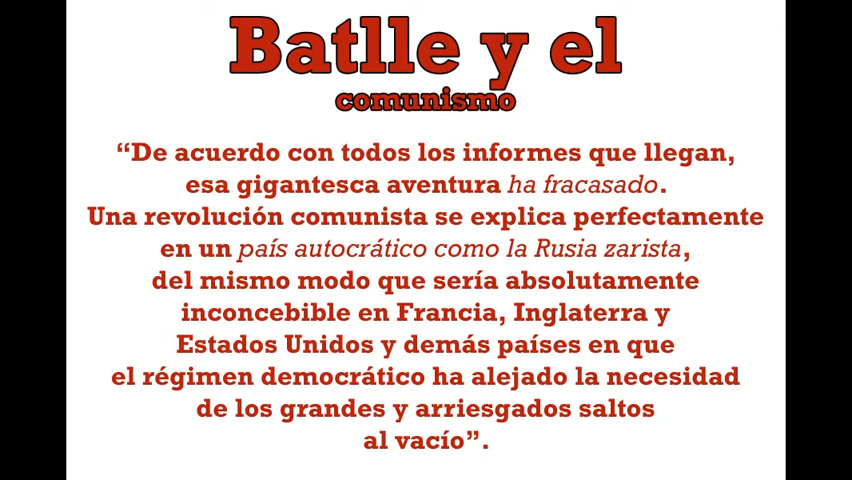 Batlle y el
comunismo
“De acuerdo con todos los informes que llegan,
esa gigantesca aventura ha fracasado.
Una revolución comunista se explica perfectamente
en un país autocrático como la Rusia zarista,
del mismo modo que sería absolutamente
inconcebible en Francia, Inglaterra y
Estados Unidos y demás países en que
el régimen democrático ha alejado la necesidad
de los grandes y arriesgados saltos
al vacío”.